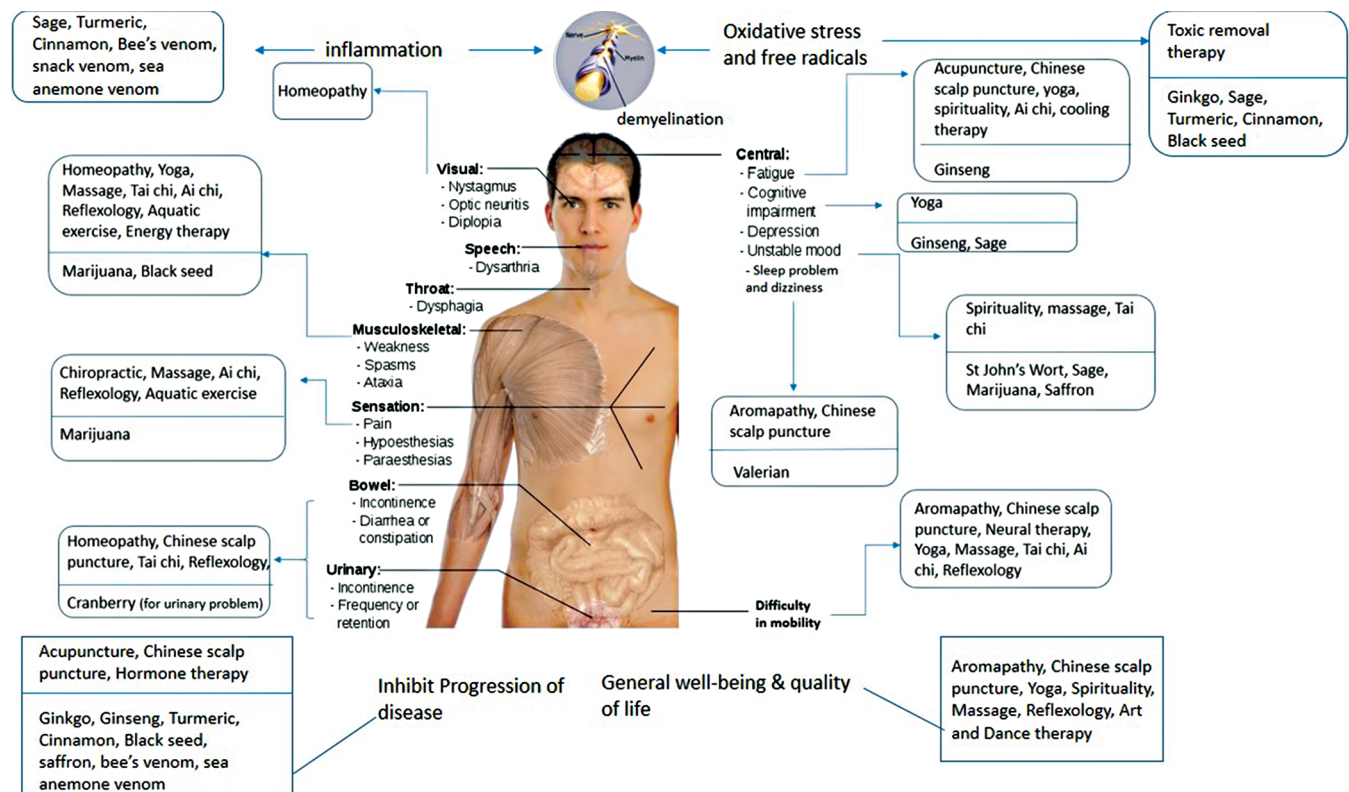 Sage, Turmeric,
Cinnamon, Bee's venom,
snack venom, sea
anemone venom
inflammation
Nerve
Myelin
demyelination
Oxidative stress
and free radicals
Toxic removal
therapy
Ginkgo, Sage,
Turmeric, Cinnamon,
Black seed
Homeopathy
Acupuncture, Chinese
scalp puncture, yoga,
spirituality, Ai chi, cooling
therapy
Ginseng
Homeopathy, Yoga,
Massage, Tai chi, Ai chi,
Reflexology, Aquatic
exercise, Energy therapy
Marijuana, Black seed
Visual:
- Nystagmus
- Optic neuritis
- Diplopia
Speech:
- Dysarthria
Throat:
- Dysphagia
Musculoskeletal:
- Weakness
- Spasms
- Ataxia
Sensation:
- Pain
- Hypoesthesias
- Paraesthesias
Bowel:
- Incontinence
- Diarrhea or
constipation
Urinary:
- Incontinence
- Frequency or
retention
Central:
- Fatigue
- Cognitive
impairment
- Depression
- Unstable mood
- Sleep problem
and dizziness
Yoga
Ginseng, Sage
Spirituality, massage, Tai
chi
St John's Wort, Sage,
Marijuana, Saffron
Chiropractic, Massage, Ai chi,
Reflexology, Aquatic exercise
Marijuana
Aromapathy, Chinese
scalp puncture
Valerian
Homeopathy, Chinese scalp
puncture, Tai chi, Reflexology,
Cranberry (for urinary problem)
Aromapathy, Chinese scalp
puncture, Neural therapy,
Yoga, Massage, Tai chi, Ai
chi, Reflexology
Difficulty
in mobility
Acupuncture, Chinese scalp
puncture, Hormone therapy
Ginkgo, Ginseng, Turmeric,
Cinnamon, Black seed,
saffron, bee's venom, sea
anemone venom
Inhibit Progression of
disease
General well-being & quality
of life
Aromapathy, Chinese scalp
puncture, Yoga, Spirituality,
Massage, Reflexology, Art
and Dance therapy